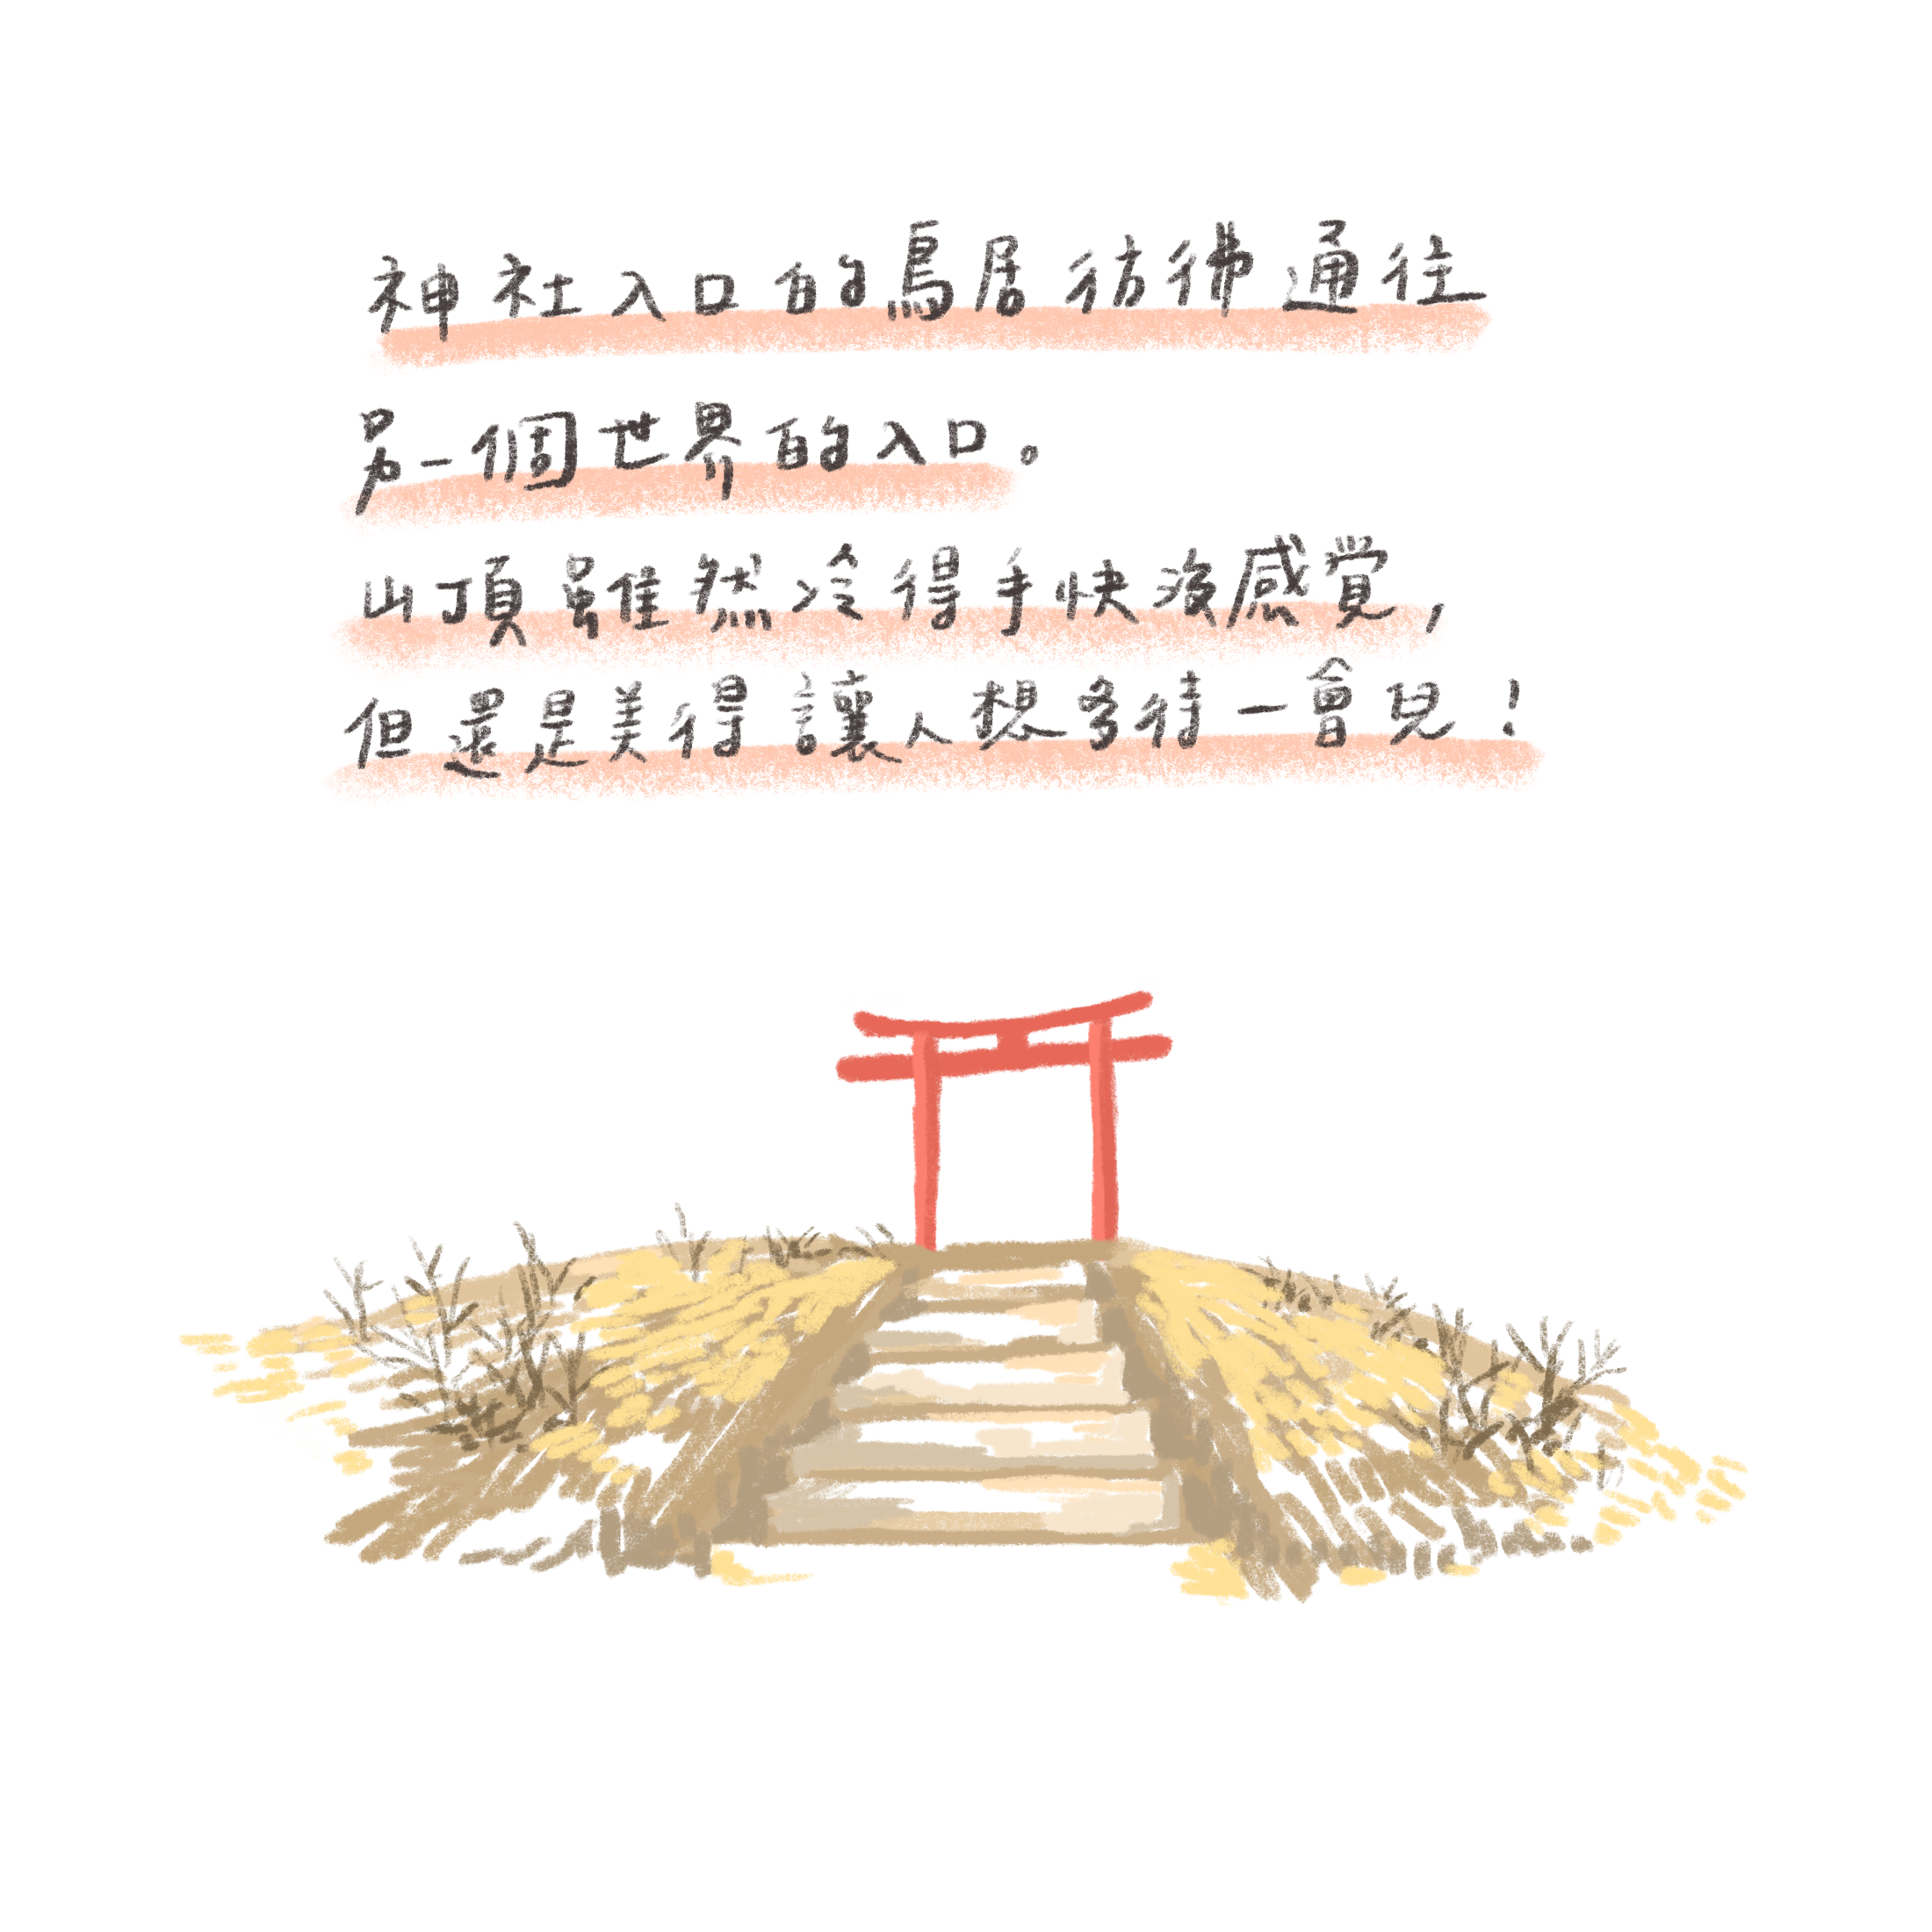 神社入口的鳥居彷彿通往
另一個世界的入口。
山頂雖然冷得手快沒感覺，
但還是美得讓人想多待一會兒！